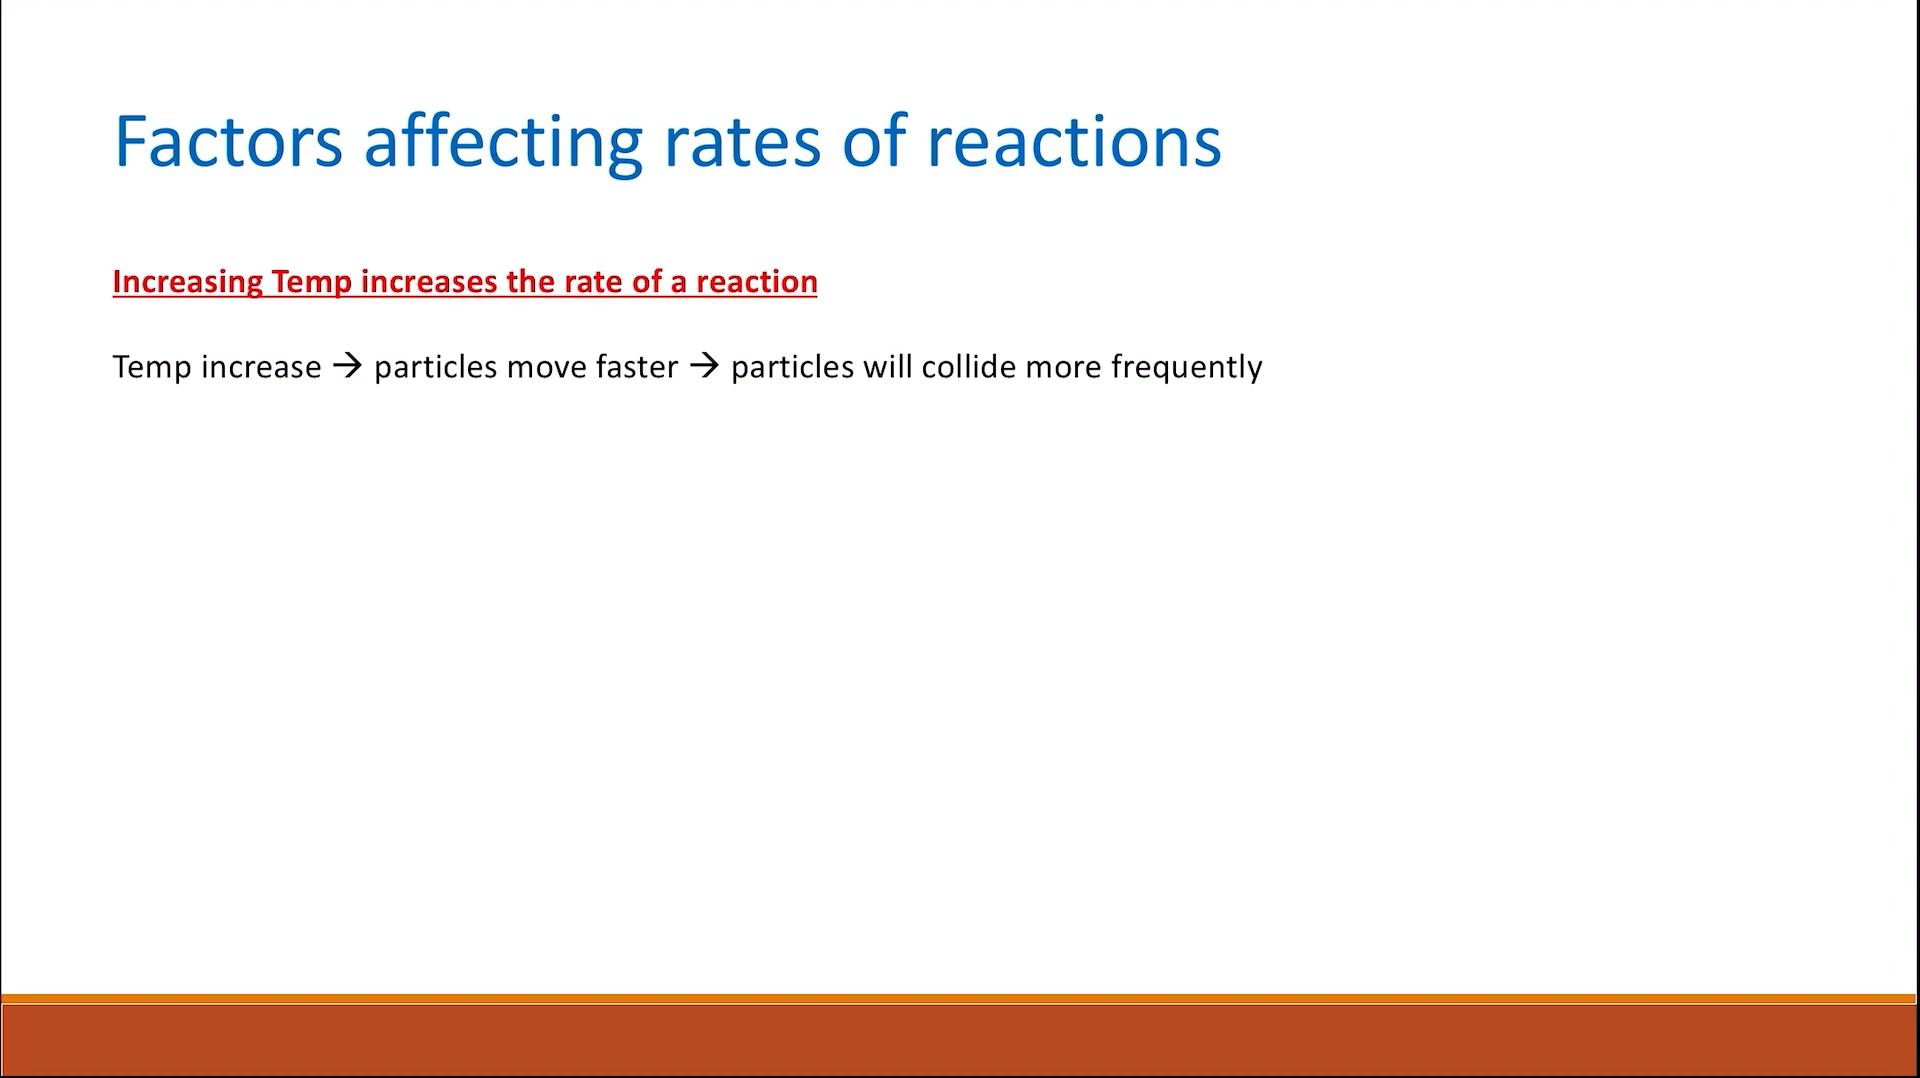 Factors affecting rates of reactions
Increasing Temp increases the rate of a reaction
Temp increase → particles move faster → particles will collide more frequently